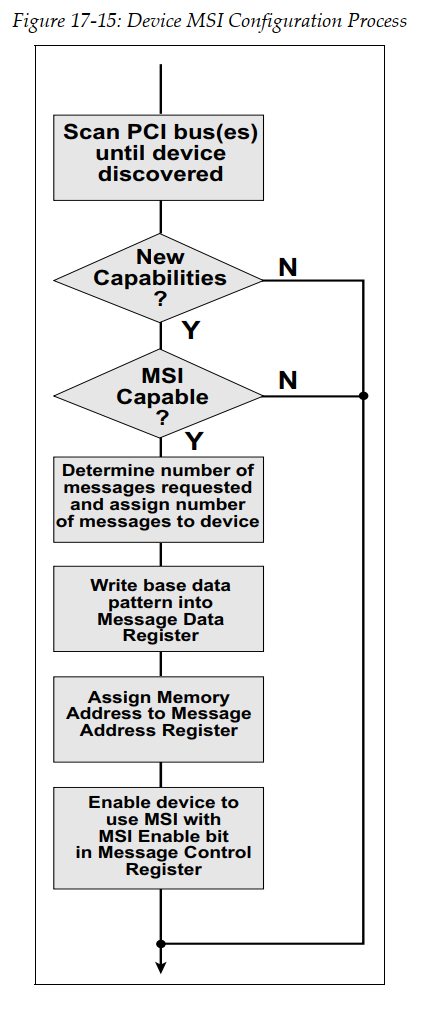 Figure 17-15: Device MSI Configuration Process
Scan PCI bus(es)
until device
discovered
New
Capabilities
?
N
Y
MSI
Capable
?
N
Y
Determine number of
messages requested
and assign number
of messages to device
Write base data
pattern into
Message Data
Register
Assign Memory
Address to Message
Address Register
Enable device to
use MSI with
MSI Enable bit
in Message Control
Register